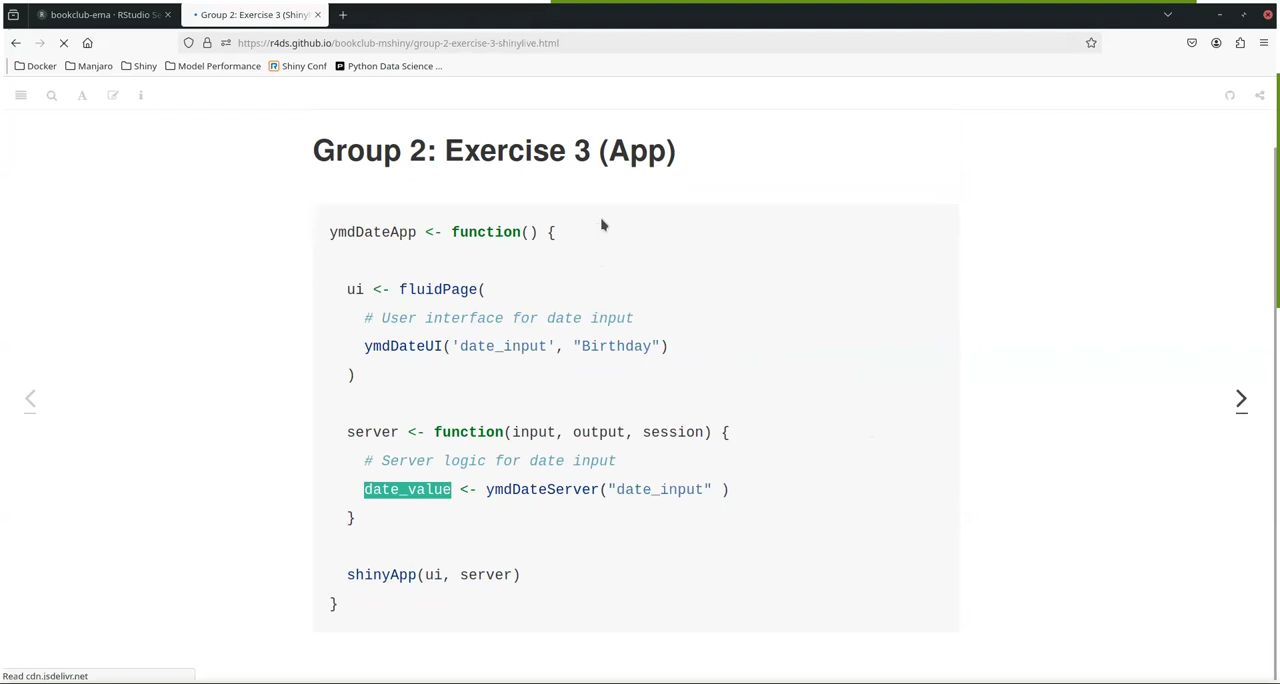 bookclub-ema · RStudio Se
Group 2: Exercise 3 (Shinyl
https://r4ds.github.io/bookclub-mshiny/group-2-exercise-3-shinylive.html
Docker Manjaro Shiny Model Performance Shiny Conf Python Data Science ...
Group 2: Exercise 3 (App)
ymdDateApp <- function() {
ui <- fluidPage(
# User interface for date input
ymdDateUI('date_input', "Birthday")
)
server <- function(input, output, session) {
# Server logic for date input
date_value <- ymdDateServer("date_input" )
}
shinyApp(ui, server)
}
Read cdn.jsdelivr.net